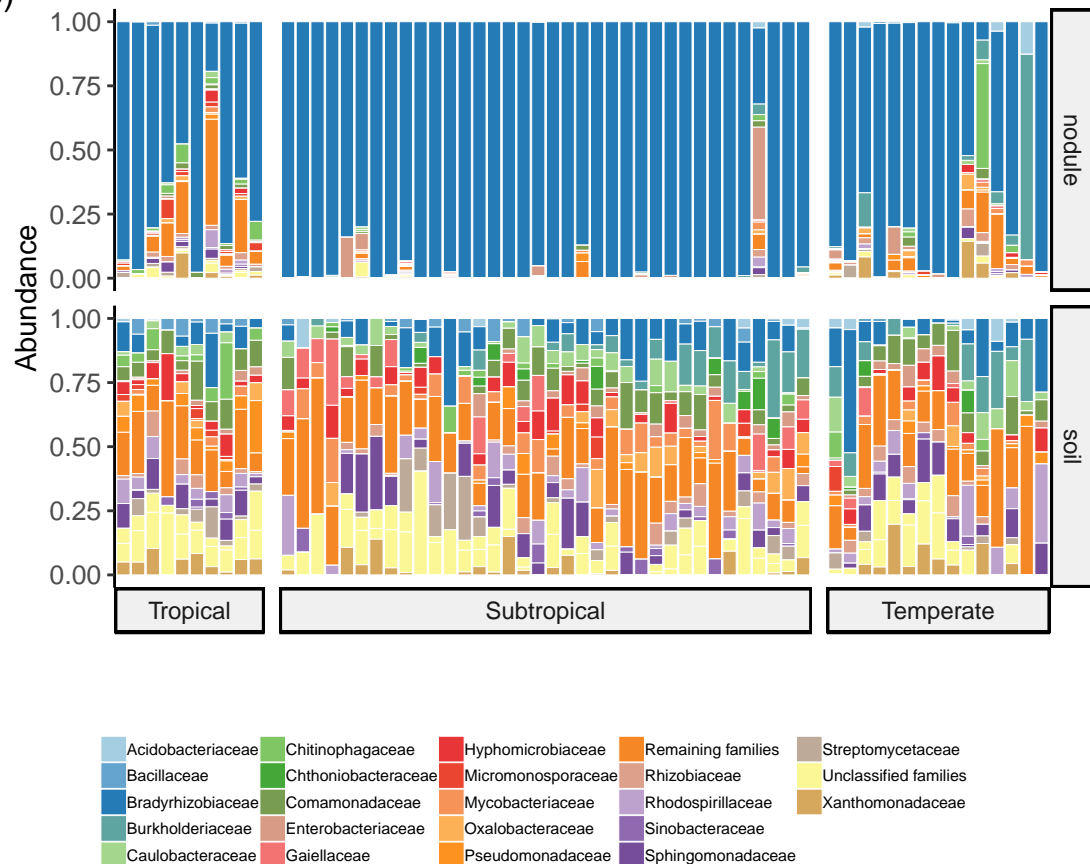 )
1.00
0.75
0.50
0.25
0.00
nodule
Abundance
1.00
0.75
0.50
0.25
0.00
soil
Tropical Subtropical Temperate
Acidobacteriaceae Chitinophagaceae Hyphomicrobiaceae Remaining families Streptomycetaceae
Bacillaceae Chthoniobacteraceae Micromonosporaceae Rhizobiaceae Unclassified families
Bradyrhizobiaceae Comamonadaceae Mycobacteriaceae Rhodospirillaceae Xanthomonadaceae
Burkholderiaceae Enterobacteriaceae Oxalobacteraceae Sinobacteraceae
Caulobacteraceae Gaiellaceae Pseudomonadaceae Sphingomonadaceae